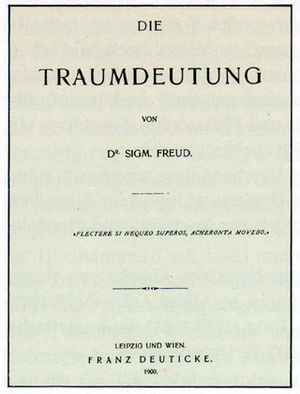 DIE
TRAUMDEUTUNG
VON
DR. SIGM. FREUD.
»FLECTERE SI NEQUEO SUPEROS, ACHERONTA MOVEBO.«
LEIPZIG UND WIEN.
FRANZ DEUTICKE.
1900.